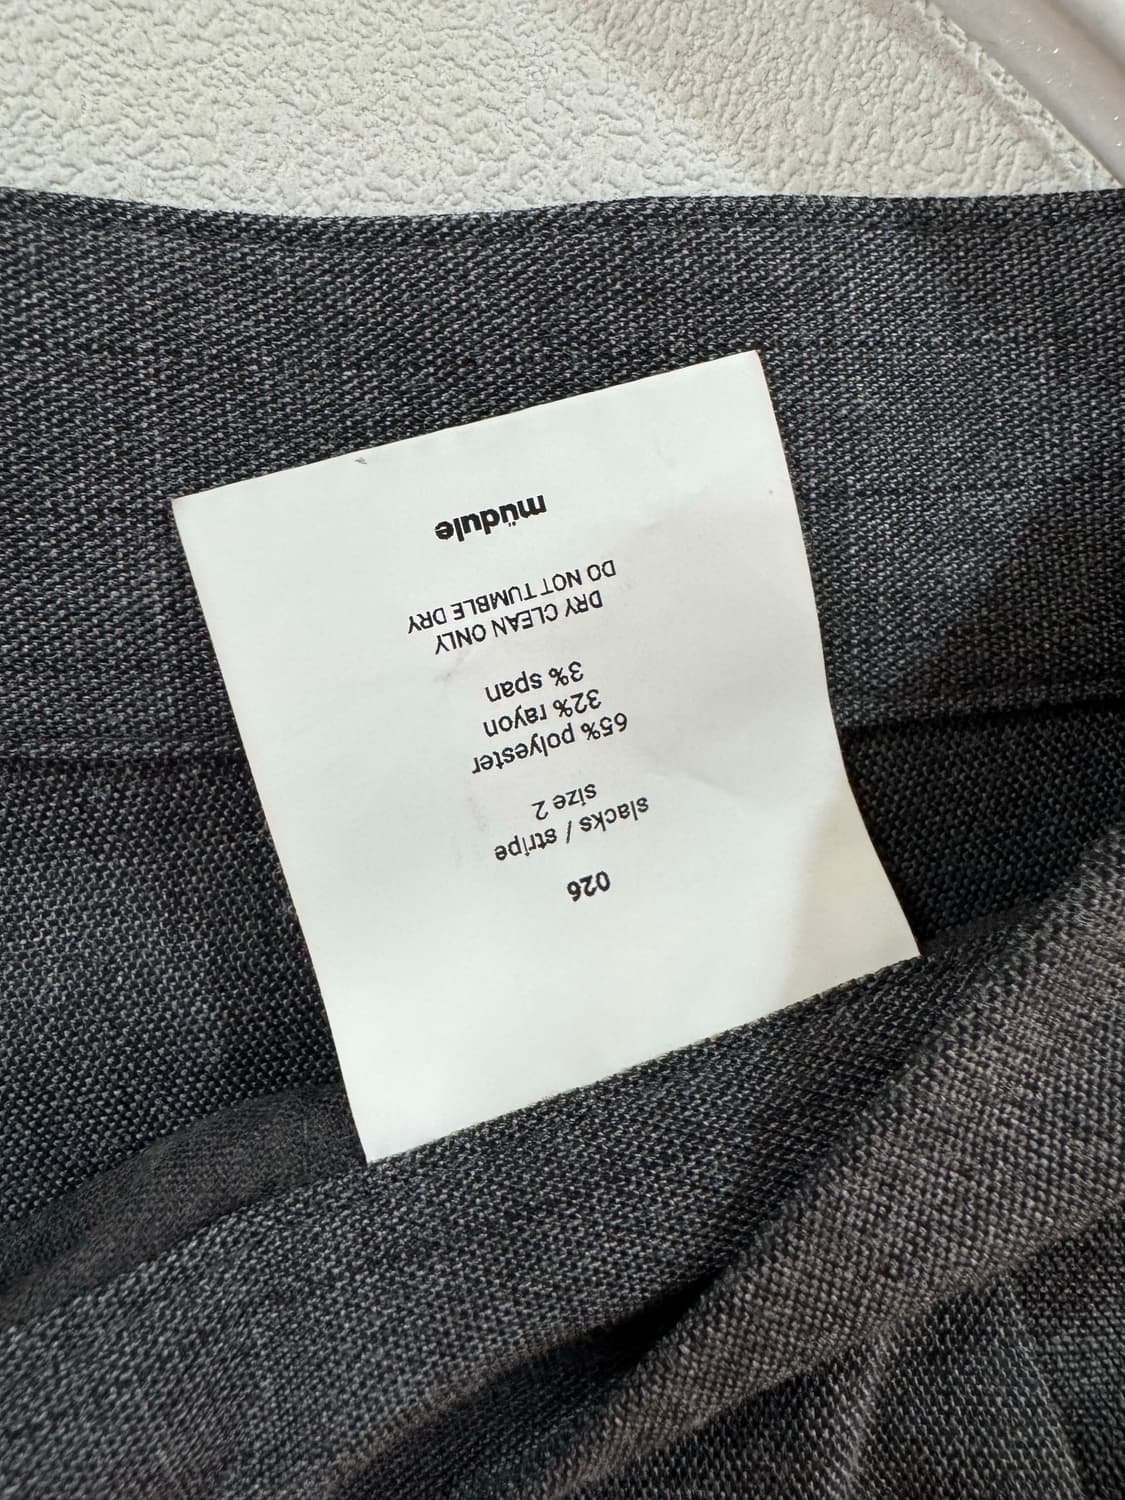 026
slacks / stripe
size 2
65% polyester
32% rayon
3% span
DRY CLEAN ONLY
DO NOT TUMBLE DRY
müdule